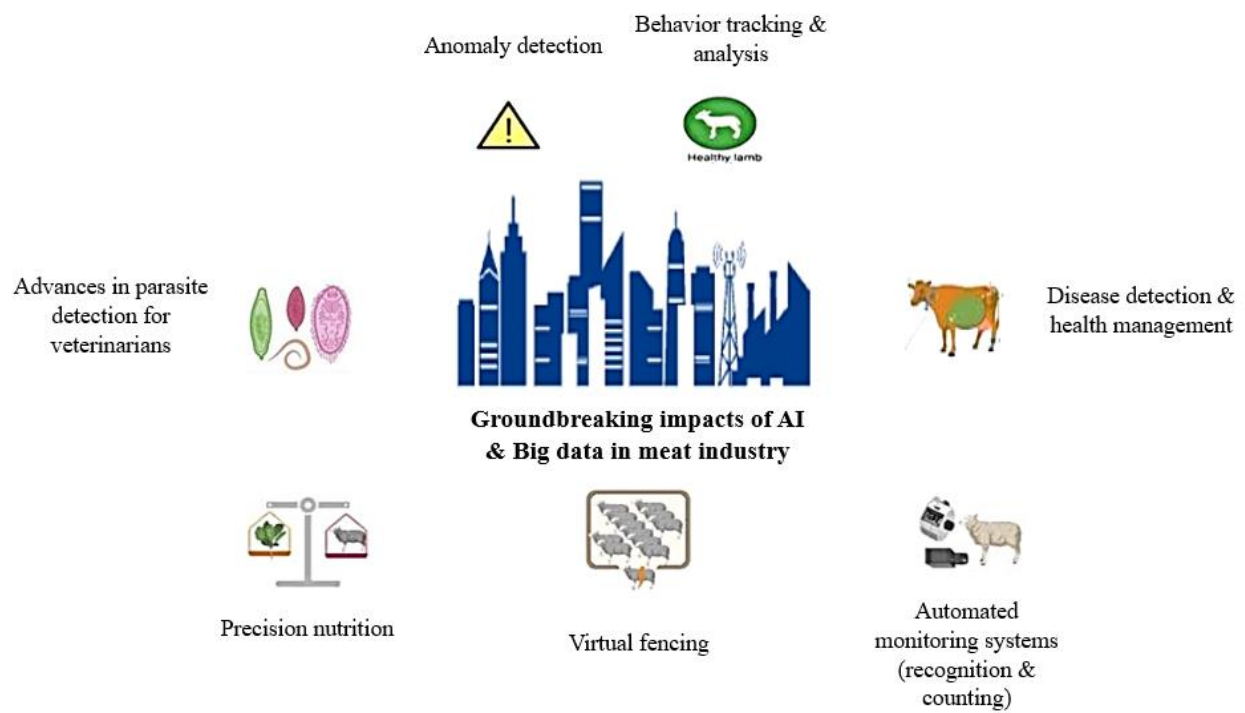 Anomaly detection
Behavior tracking &
analysis
Healthy lamb
Advances in parasite
detection for
veterinarians
Disease detection &
health management
Groundbreaking impacts of AI
& Big data in meat industry
Precision nutrition
Virtual fencing
Automated
monitoring systems
(recognition &
counting)